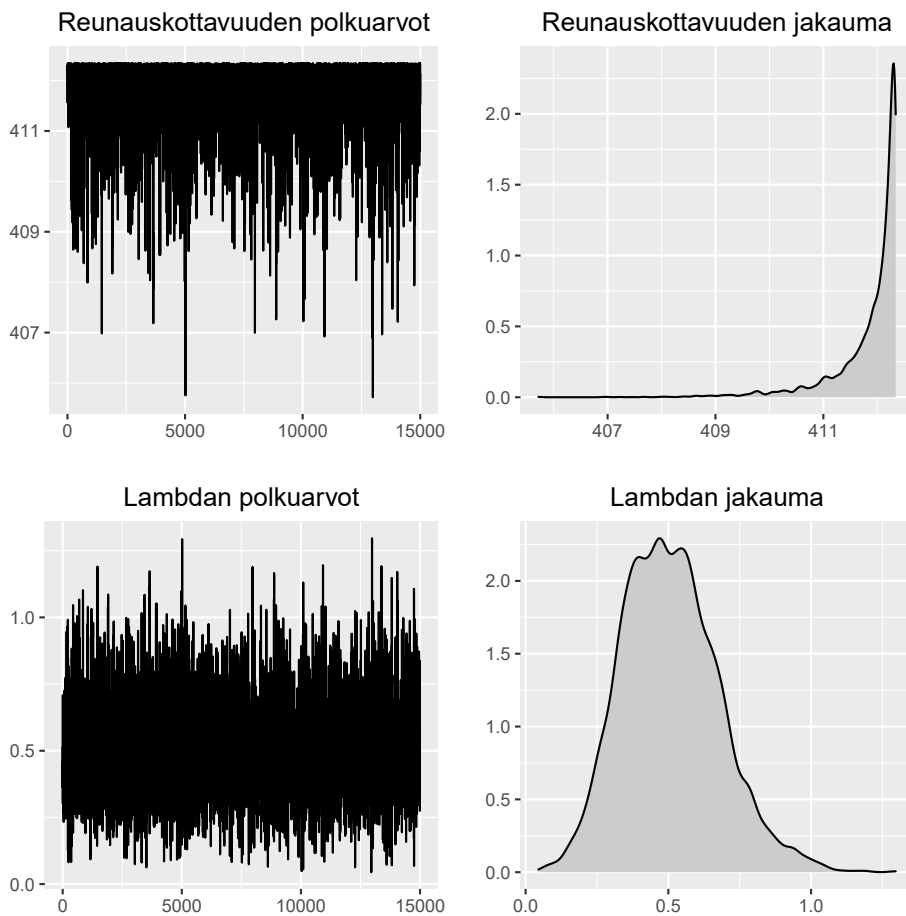 Reunauskottavuuden polkuarvot
411
409
407
0 5000 10000 15000
Reunauskottavuuden jakauma
2.0
1.5
1.0
0.5
0.0
407 409 411
Lambdan polkuarvot
1.0
0.5
0.0
0 5000 10000 15000
Lambdan jakauma
2.0
1.5
1.0
0.5
0.0
0.0 0.5 1.0